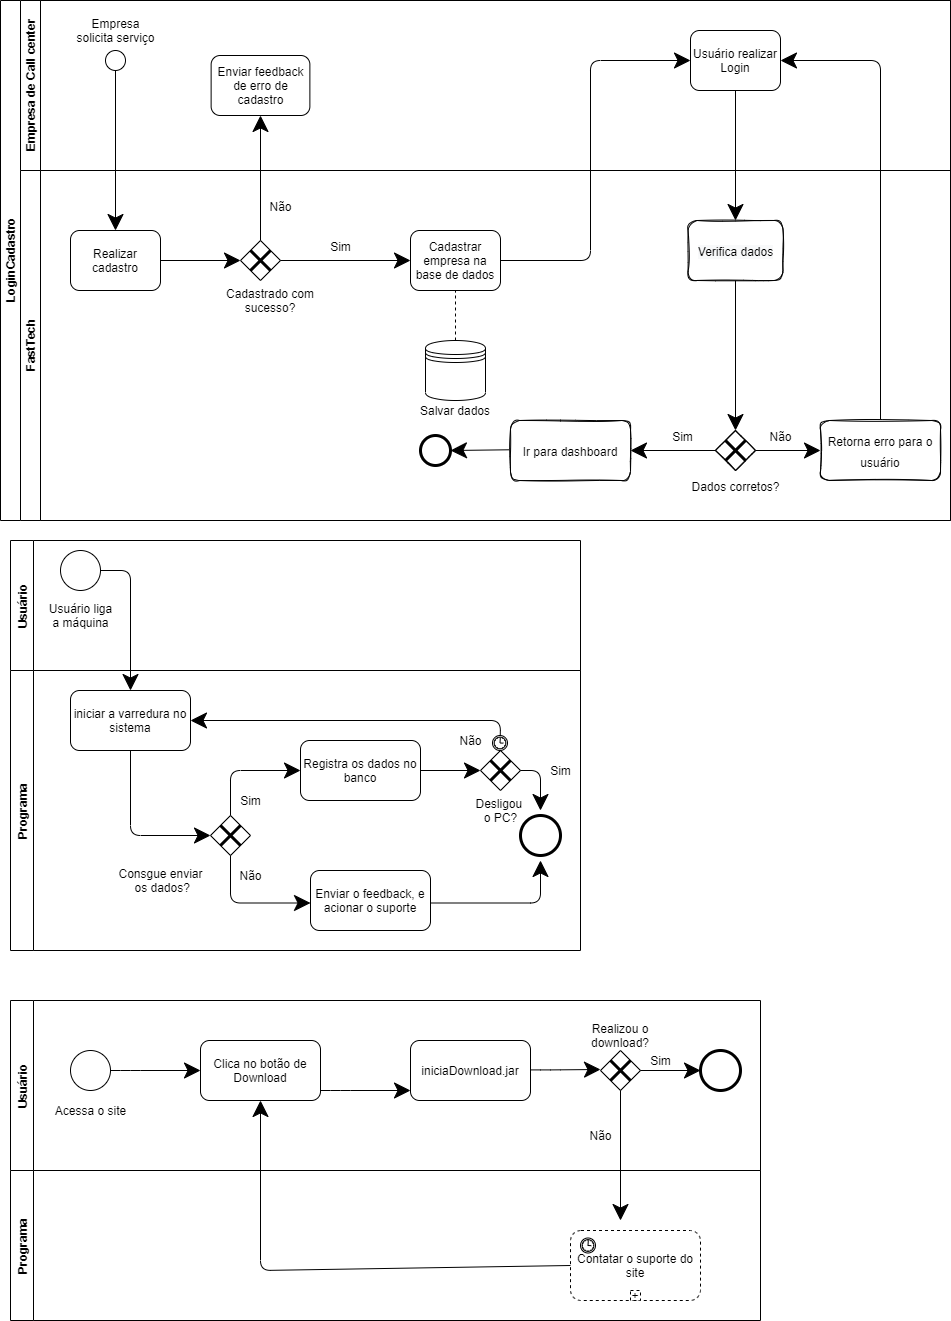 LoginCadastro
Empresa de Call center
Empresa
solicita serviço
Enviar feedback
de erro de
cadastro
Usuário realizar
Login
FastTech
Não
Realizar
cadastro
Sim
Cadastrado com
sucesso?
Cadastrar
empresa na
base de dados
Verifica dados
Salvar dados
Ir para dashboard
Sim
Não
Dados corretos?
Retorna erro para o
usuário
Usuário
Usuário liga
a máquina
Programa
iniciar a varredura no
sistema
Não
Registra os dados no
banco
Sim
Sim
Desligou
o PC?
Consgue enviar
os dados?
Não
Enviar o feedback, e
acionar o suporte
Usuário
Acessa o site
Clica no botão de
Download
iniciaDownload.jar
Realizou o
download?
Sim
Não
Programa
Contatar o suporte do
site